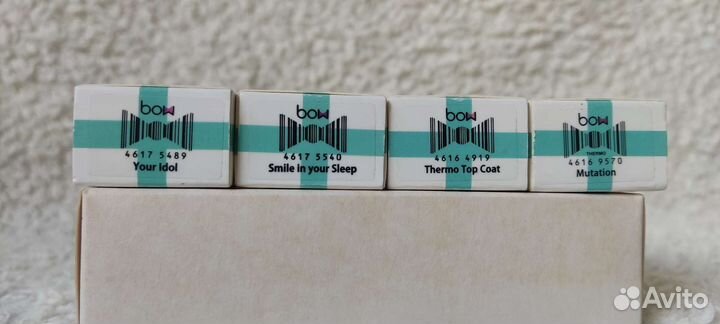 bow
4617 5489
Your Idol
bow
4617 5540
Smile in your Sleep
bow
4616 4919
Thermo Top Coat
bow
THERMO
4616 9570
Mutation
Avito